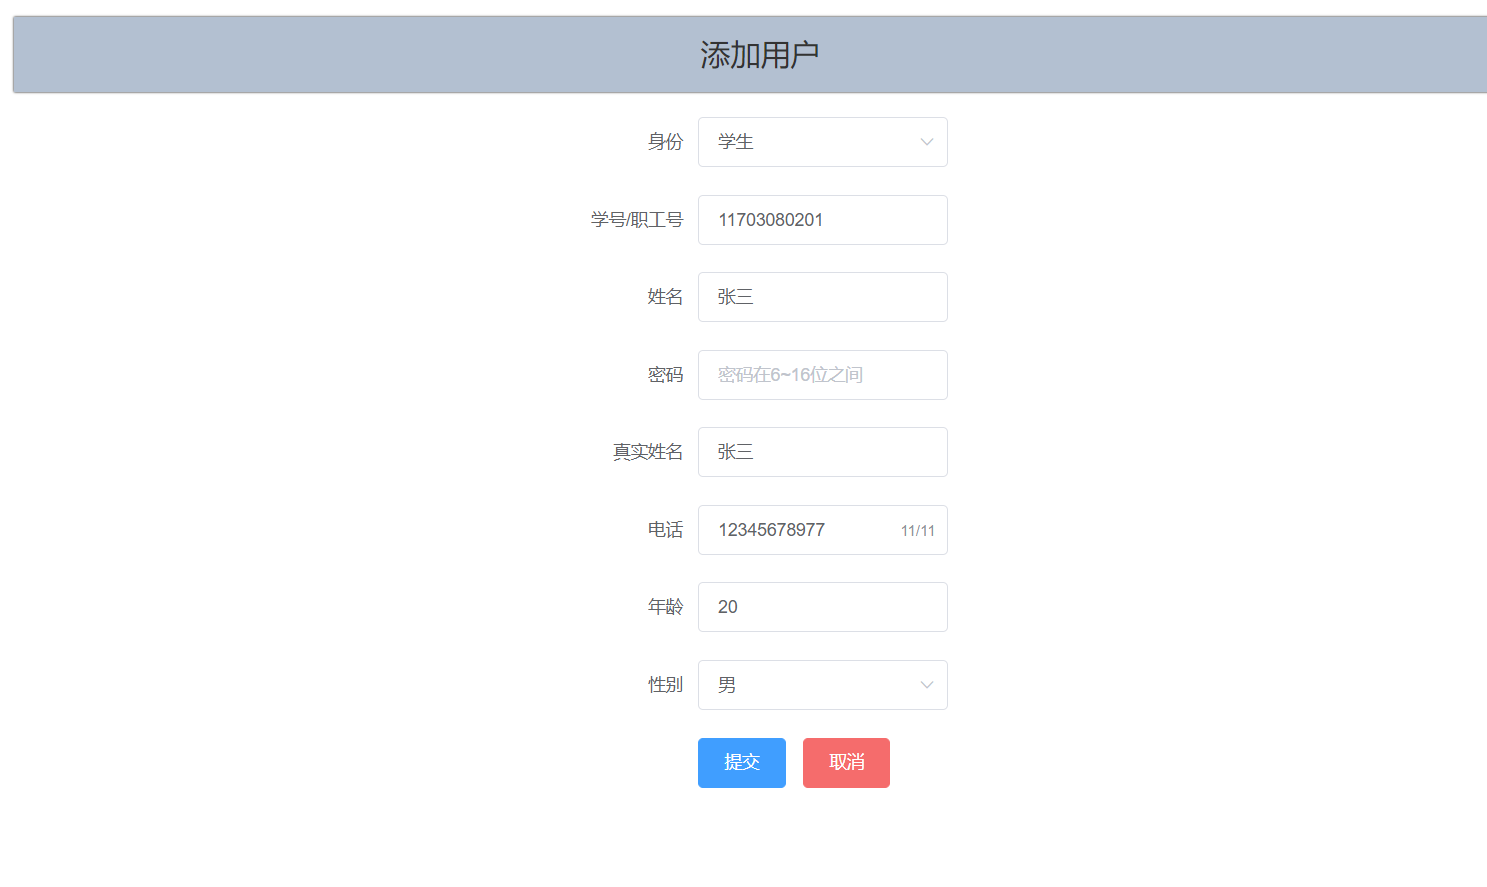 添加用户
身份 学生
学号/职工号 11703080201
姓名 张三
密码 密码在6~16位之间
真实姓名 张三
电话 12345678977 11/11
年龄 20
性别 男
提交 取消